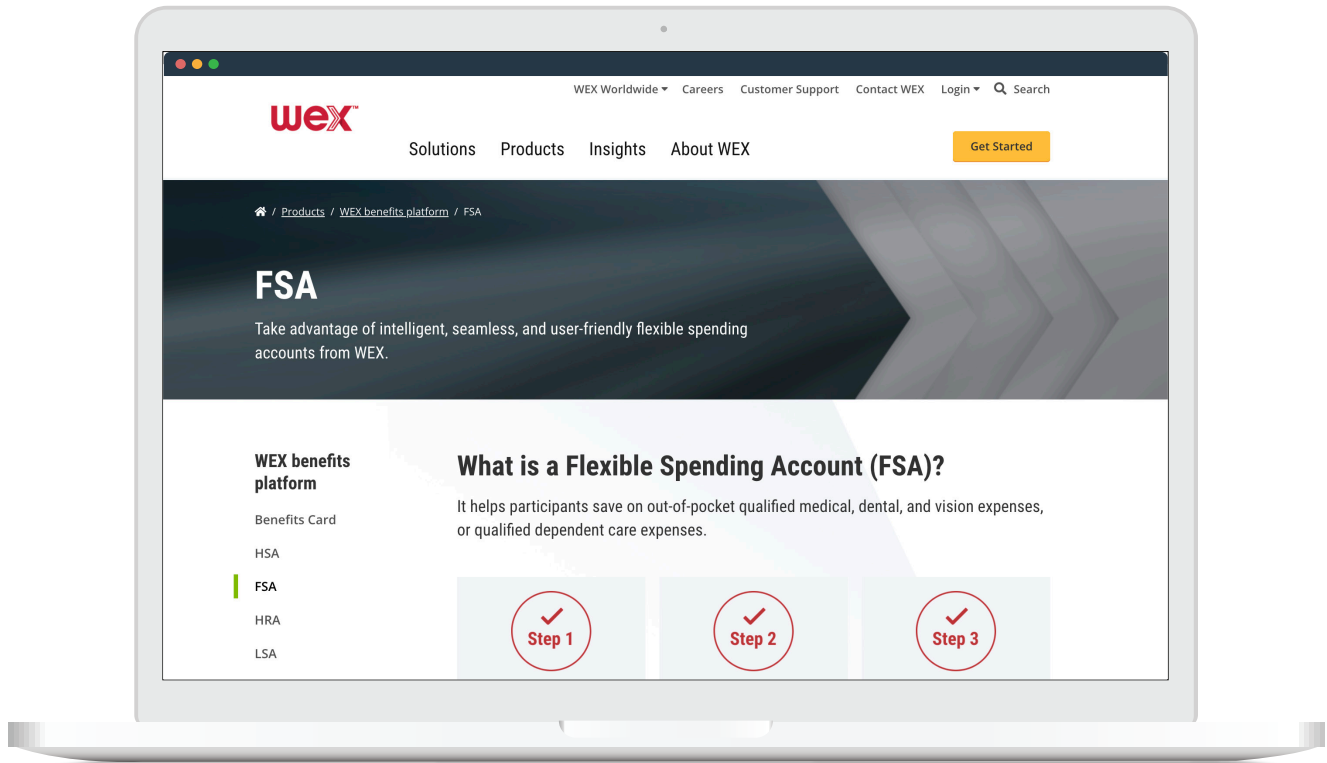 WEX Worldwide Careers Customer Support Contact WEX Login Search
wex™
Solutions Products Insights About WEX Get Started
/ Products / WEX benefits platform / FSA
FSA
Take advantage of intelligent, seamless, and user-friendly flexible spending
accounts from WEX.
WEX benefits
platform
Benefits Card
HSA
FSA
HRA
LSA
What is a Flexible Spending Account (FSA)?
It helps participants save on out-of-pocket qualified medical, dental, and vision expenses,
or qualified dependent care expenses.
Step 1
Step 2
Step 3